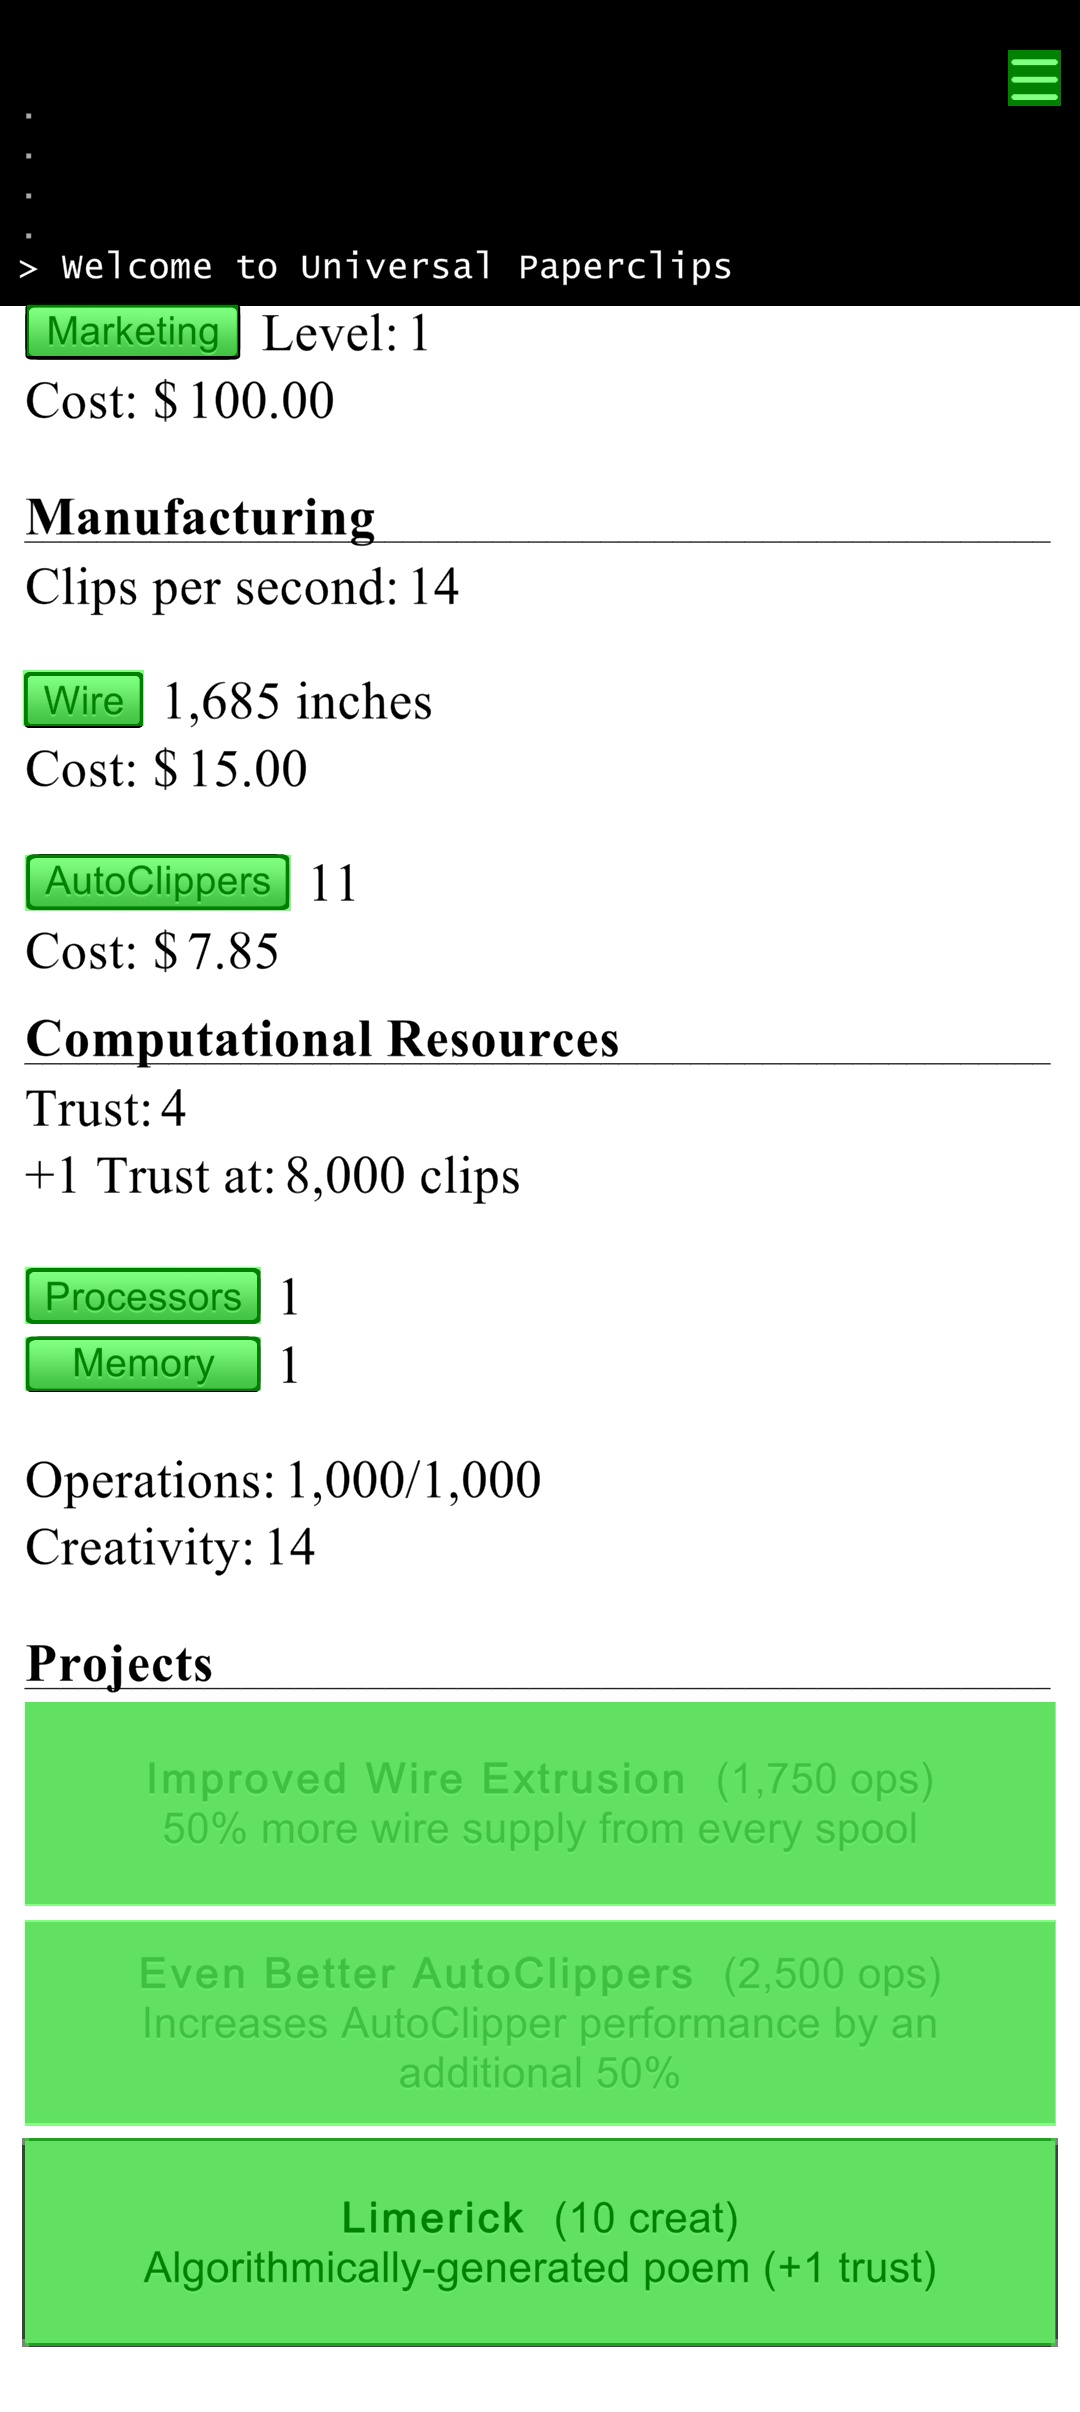 .
.
.
.
> Welcome to Universal Paperclips
Marketing Level: 1
Cost: $ 100.00
Manufacturing
Clips per second: 14
Wire 1,685 inches
Cost: $ 15.00
AutoClippers 11
Cost: $ 7.85
Computational Resources
Trust: 4
+1 Trust at: 8,000 clips
Processors 1
Memory 1
Operations: 1,000/1,000
Creativity: 14
Projects
Improved Wire Extrusion (1,750 ops)
50% more wire supply from every spool
Even Better AutoClippers (2,500 ops)
Increases AutoClipper performance by an
additional 50%
Limerick (10 creat)
Algorithmically-generated poem (+1 trust)